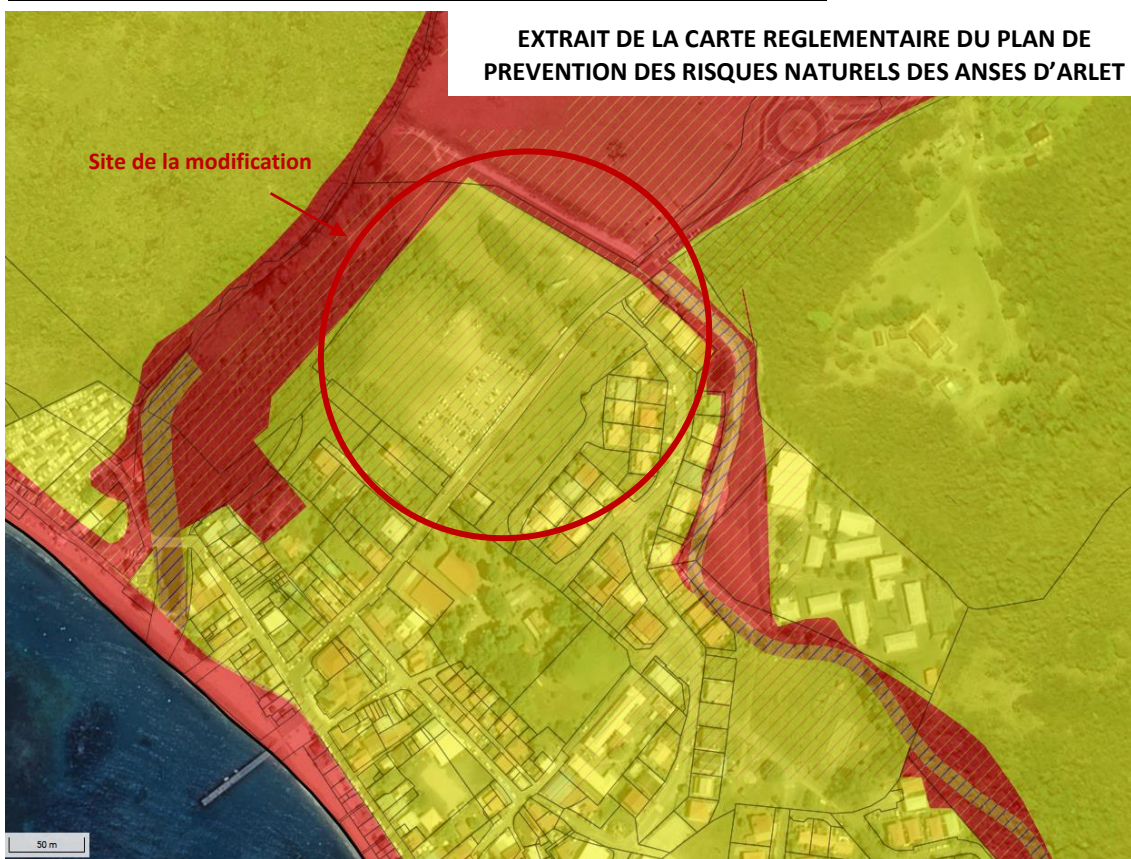 EXTRAIT DE LA CARTE REGLEMENTAIRE DU PLAN DE
PREVENTION DES RISQUES NATURELS DES ANSES D’ARLET
Site de la modification
50 m